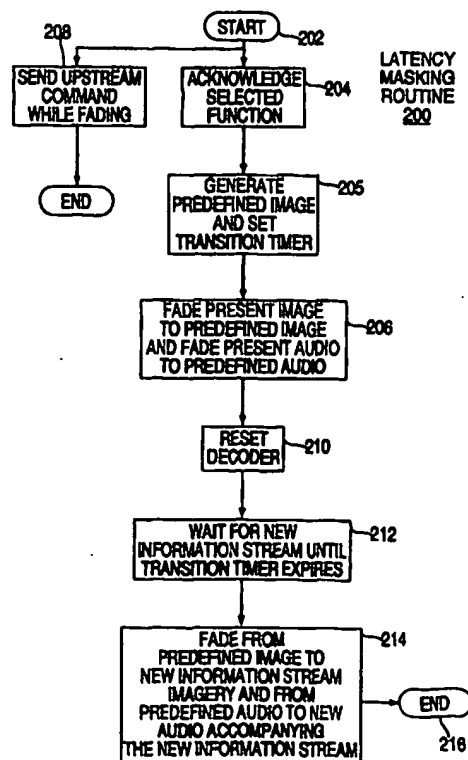 208
START
202
LATENCY
MASKING
ROUTINE
200
SEND UPSTREAM
COMMAND
WHILE FADING
ACKNOWLEDGE
SELECTED
FUNCTION
204
END
GENERATE
PREDEFINED IMAGE
AND SET
TRANSITION TIMER
205
FADE PRESENT IMAGE
TO PREDEFINED IMAGE
AND FADE PRESENT AUDIO
TO PREDEFINED AUDIO
206
RESET
DECODER
210
WAIT FOR NEW
INFORMATION STREAM UNTIL
TRANSITION TIMER EXPIRES
212
FADE FROM
PREDEFINED IMAGE TO
NEW INFORMATION STREAM
IMAGERY AND FROM
PREDEFINED AUDIO TO NEW
AUDIO ACCOMPANYING
THE NEW INFORMATION STREAM
214
END
216